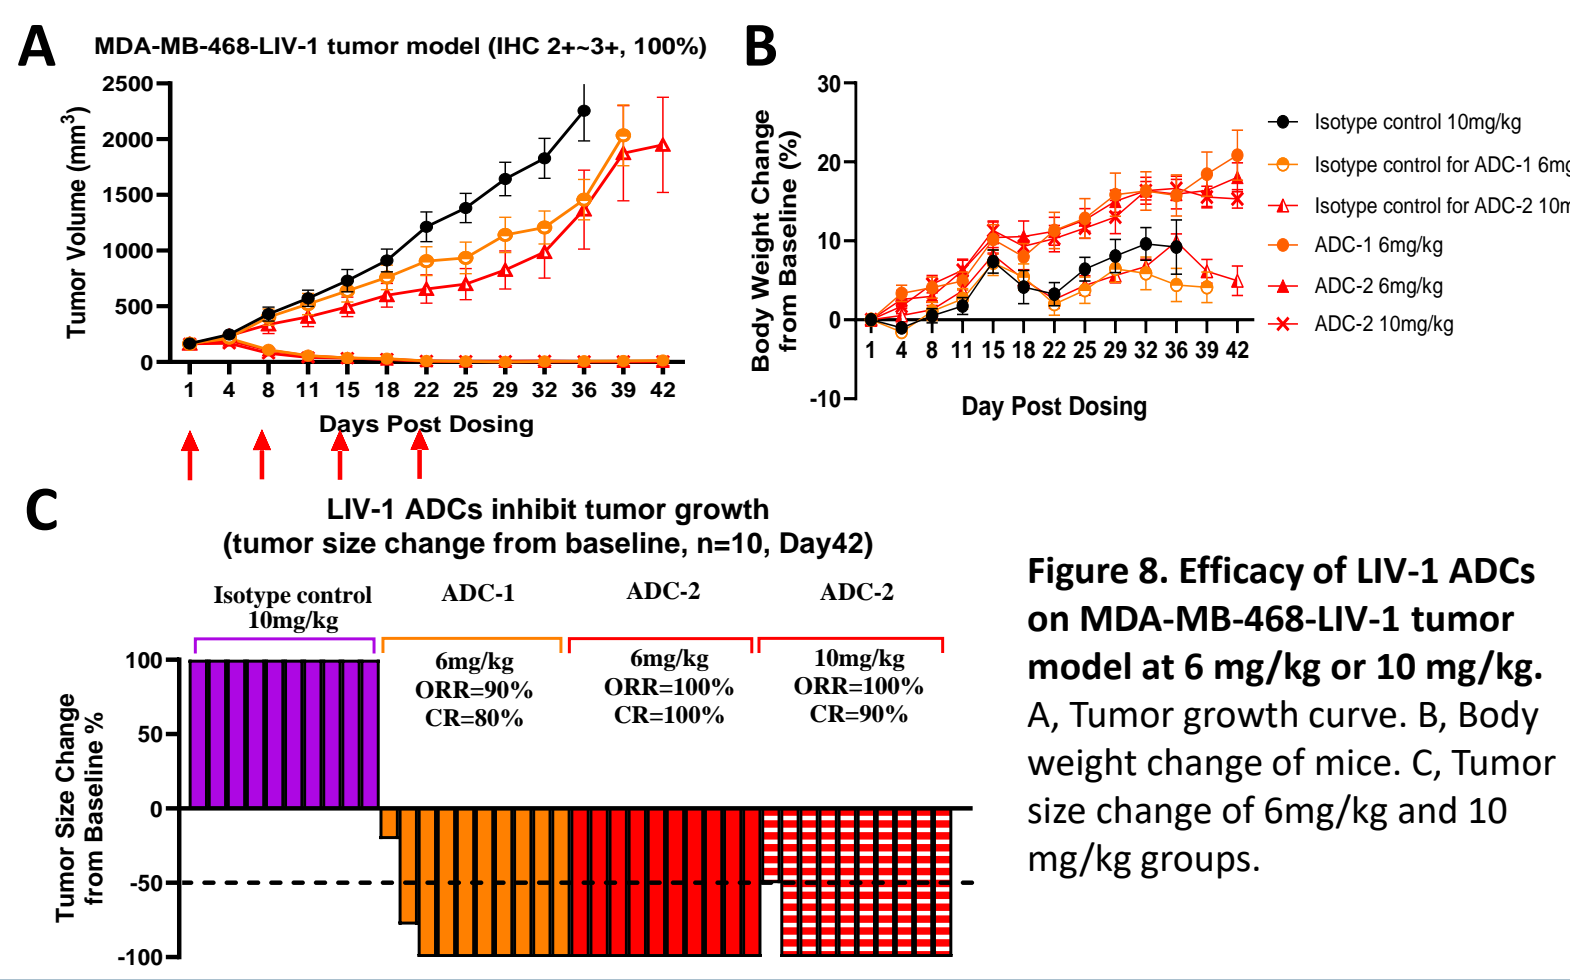 A
MDA-MB-468-LIV-1 tumor model (IHC 2+~3+, 100%)
Tumor Volume (mm³)
2500
2000
1500
1000
500
0
1 4 8 11 15 18 22 25 29 32 36 39 42
Days Post Dosing
B
Body Weight Change
from Baseline (%)
30
20
10
0
-10
1 4 8 11 15 18 22 25 29 32 36 39 42
Day Post Dosing
Isotype control 10mg/kg
Isotype control for ADC-1 6mg
Isotype control for ADC-2 10m
ADC-1 6mg/kg
ADC-2 6mg/kg
ADC-2 10mg/kg
C
LIV-1 ADCs inhibit tumor growth
(tumor size change from baseline, n=10, Day42)
Isotype control
10mg/kg
ADC-1
6mg/kg
ORR=90%
CR=80%
ADC-2
6mg/kg
ORR=100%
CR=100%
ADC-2
10mg/kg
ORR=100%
CR=90%
Tumor Size Change
from Baseline %
100
50
0
-50
-100
Figure 8. Efficacy of LIV-1 ADCs
on MDA-MB-468-LIV-1 tumor
model at 6 mg/kg or 10 mg/kg.
A, Tumor growth curve. B, Body
weight change of mice. C, Tumor
size change of 6mg/kg and 10
mg/kg groups.